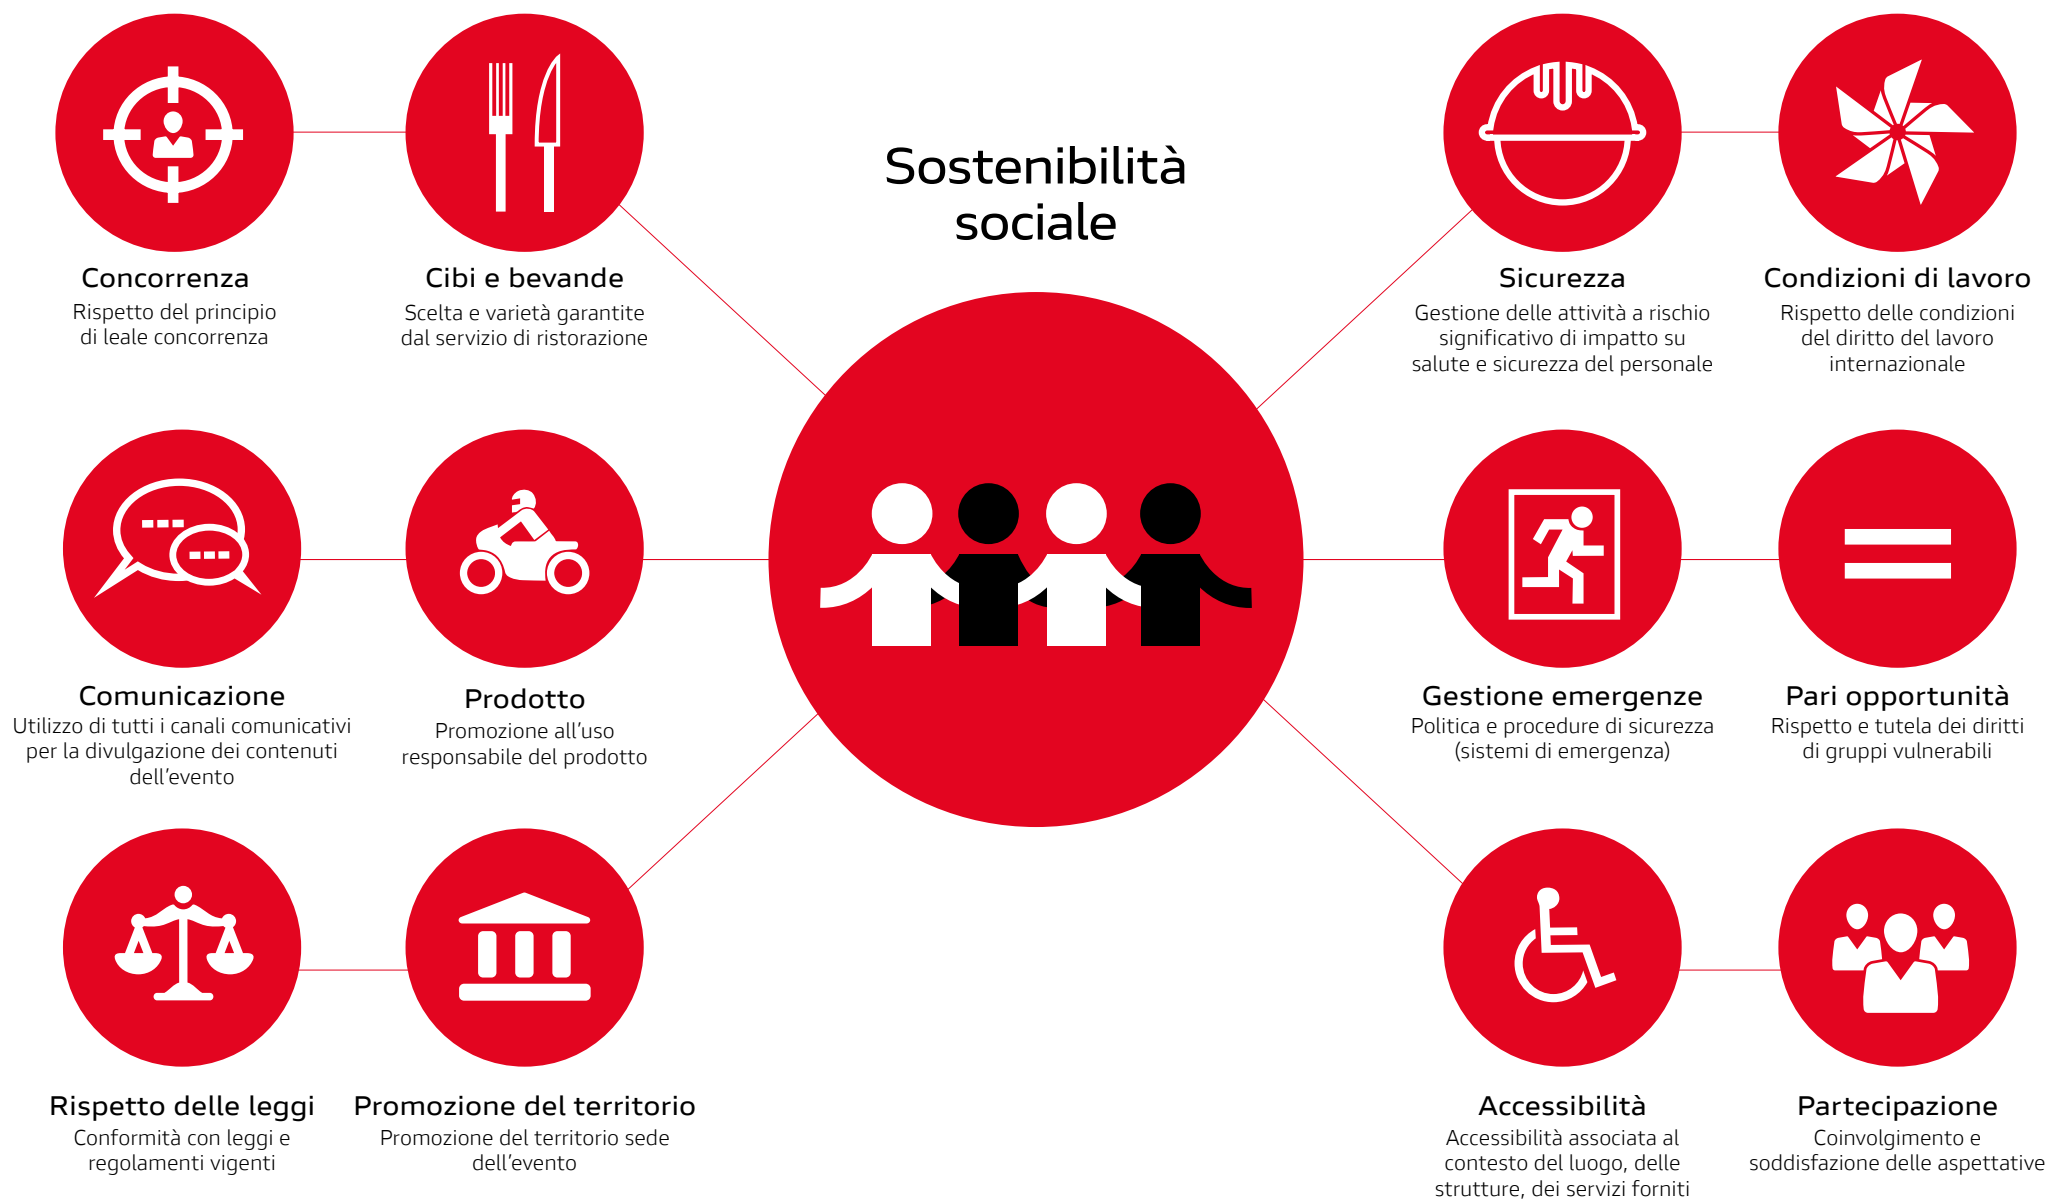 Sostenibilità
sociale
Concorrenza
Rispetto del principio
di leale concorrenza
Cibi e bevande
Scelta e varietà garantite
dal servizio di ristorazione
Sicurezza
Gestione delle attività a rischio
significativo di impatto su
salute e sicurezza del personale
Condizioni di lavoro
Rispetto delle condizioni
del diritto del lavoro
internazionale
Comunicazione
Utilizzo di tutti i canali comunicativi
per la divulgazione dei contenuti
dell'evento
Prodotto
Promozione all'uso
responsabile del prodotto
Gestione emergenze
Politica e procedure di sicurezza
(sistemi di emergenza)
Pari opportunità
Rispetto e tutela dei diritti
di gruppi vulnerabili
Rispetto delle leggi
Conformità con leggi e
regolamenti vigenti
Promozione del territorio
Promozione del territorio sede
dell'evento
Accessibilità
Accessibilità associata al
contesto del luogo, delle
strutture, dei servizi forniti
Partecipazione
Coinvolgimento e
soddisfazione delle aspettative